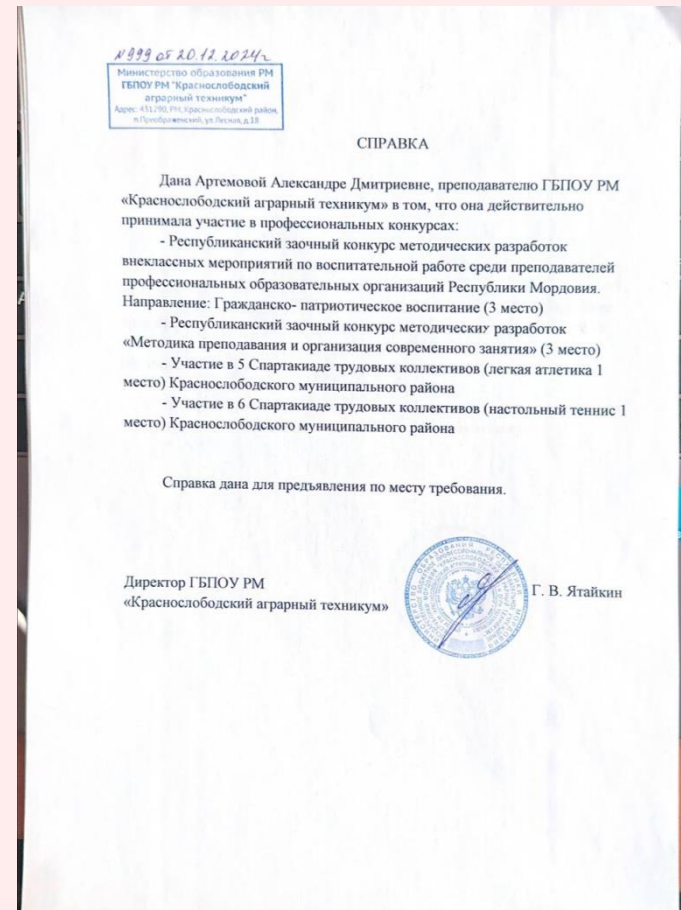 №999 от 20.12.2024г
Министерство образования РМ
ГБПОУ РМ "Краснослободский
аграрный техникум"
Адрес: 431290, РМ, Краснослободский район,
п.Преображенский, ул. Лесная, д.18
СПРАВКА
Дана Артемовой Александре Дмитриевне, преподавателю ГБПОУ РМ
«Краснослободский аграрный техникум» в том, что она действительно
принимала участие в профессиональных конкурсах:
- Республиканский заочный конкурс методических разработок
внеклассных мероприятий по воспитательной работе среди преподавателей
профессиональных образовательных организаций Республики Мордовия.
Направление: Гражданско- патриотическое воспитание (3 место)
- Республиканский заочный конкурс методических разработок
«Методика преподавания и организация современного занятия» (3 место)
- Участие в 5 Спартакиаде трудовых коллективов (легкая атлетика 1
место) Краснослободского муниципального района
- Участие в 6 Спартакиаде трудовых коллективов (настольный теннис 1
место) Краснослободского муниципального района
Справка дана для предъявления по месту требования.
Директор ГБПОУ РМ
«Краснослободский аграрный техникум»
Г. В. Ятайкин